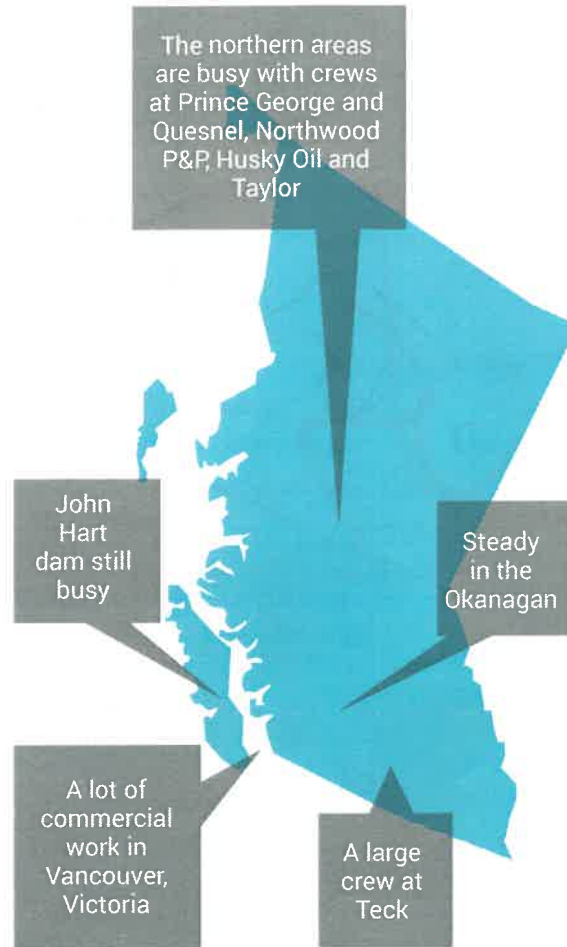 The northern areas
are busy with crews
at Prince George and
Quesnel, Northwood
P&P, Husky Oil and
Taylor
John
Hart
dam still
busy
Steady
in the
Okanagan
A lot of
commercial
work in
Vancouver,
Victoria
A large
crew at
Teck